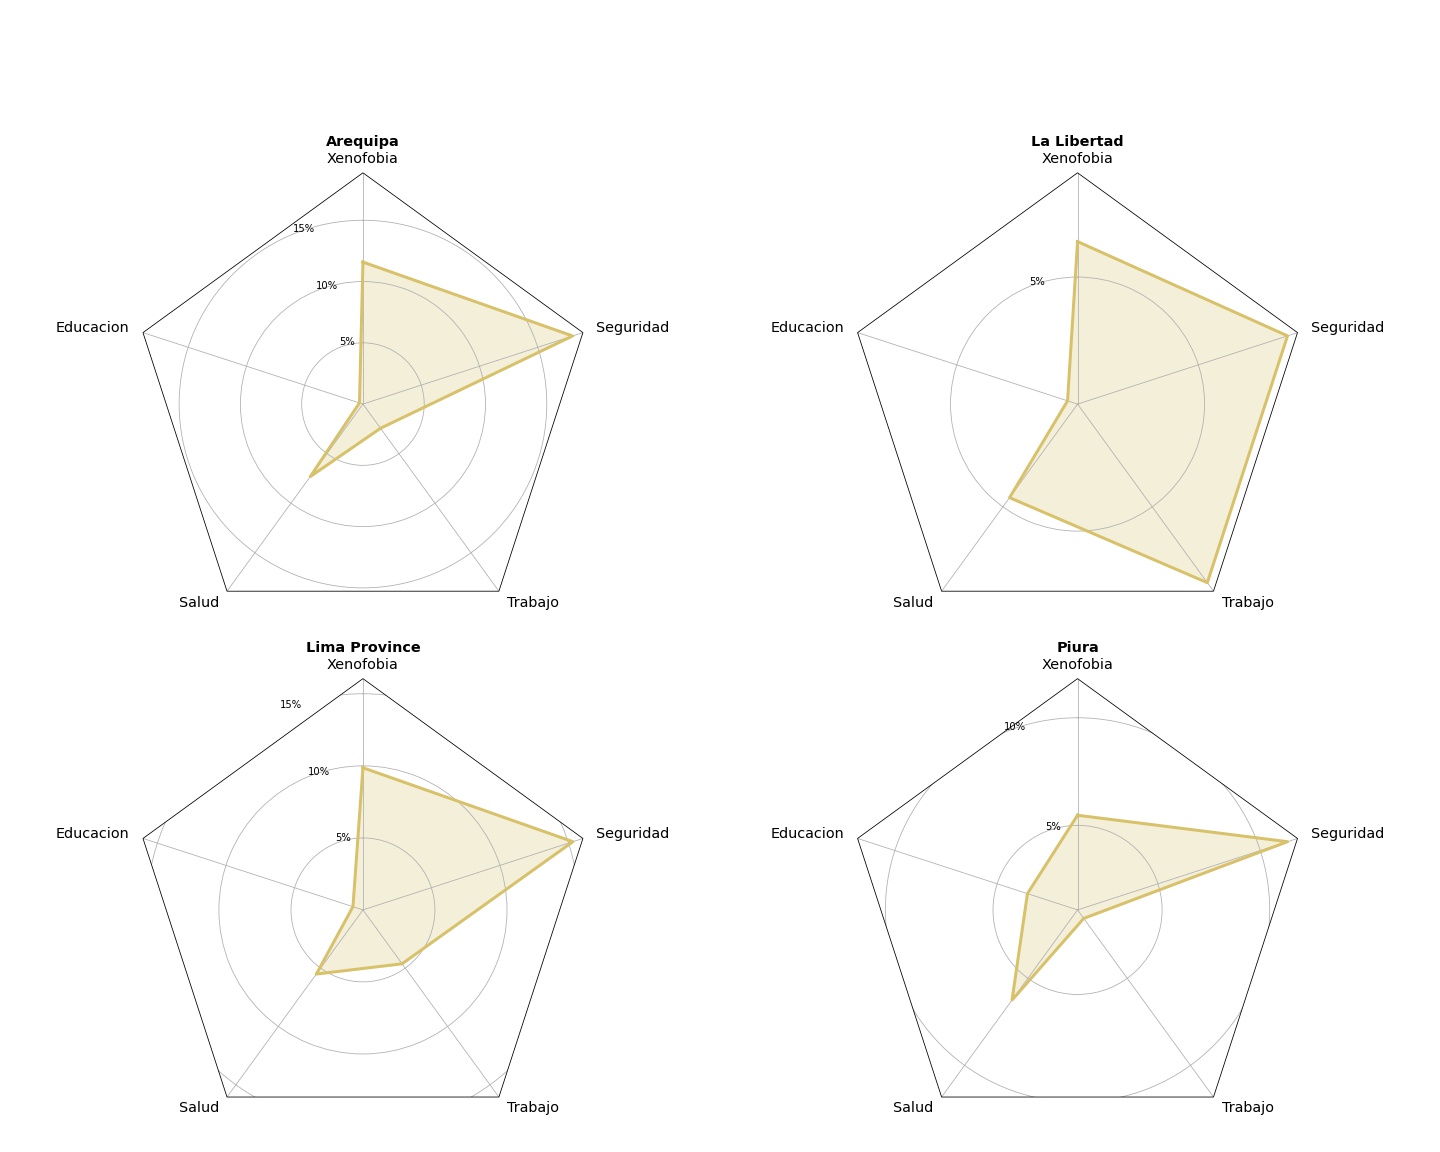 Arequipa
Xenofobia
15%
10%
5%
Educacion
Seguridad
Salud
Trabajo
La Libertad
Xenofobia
5%
Educacion
Seguridad
Salud
Trabajo
Lima Province
Xenofobia
15%
10%
5%
Educacion
Seguridad
Salud
Trabajo
Piura
Xenofobia
10%
5%
Educacion
Seguridad
Salud
Trabajo